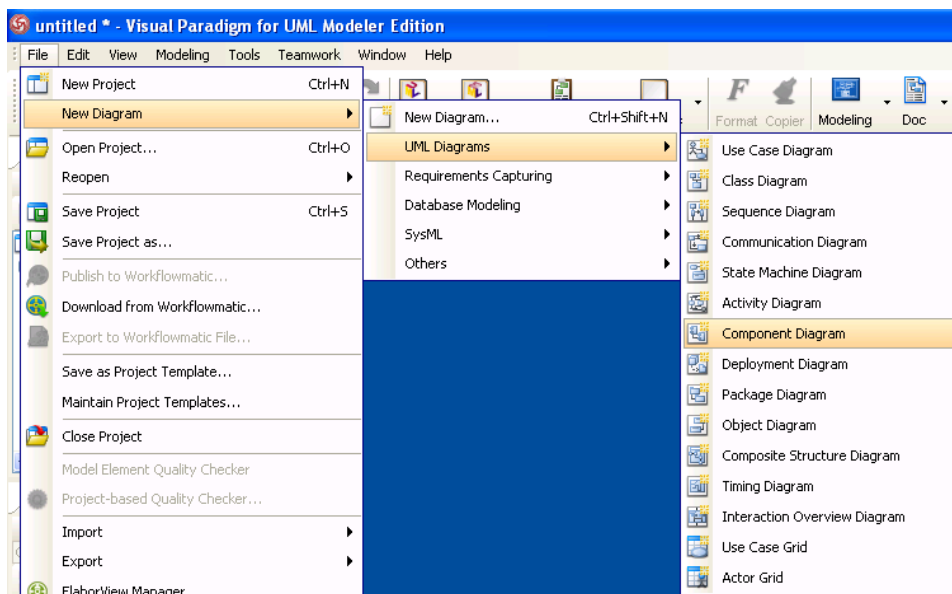 untitled * - Visual Paradigm for UML Modeler Edition
File Edit View Modeling Tools Teamwork Window Help
New Project Ctrl+N
New Diagram
Open Project... Ctrl+O
Reopen
Save Project Ctrl+S
Save Project as...
Publish to Workflowmatic...
Download from Workflowmatic...
Export to Workflowmatic File...
Save as Project Template...
Maintain Project Templates...
Close Project
Model Element Quality Checker
Project-based Quality Checker...
Import
Export
ElaborView Manager
New Diagram... Ctrl+Shift+N
UML Diagrams
Requirements Capturing
Database Modeling
SysML
Others
Format Copier Modeling Doc
Use Case Diagram
Class Diagram
Sequence Diagram
Communication Diagram
State Machine Diagram
Activity Diagram
Component Diagram
Deployment Diagram
Package Diagram
Object Diagram
Composite Structure Diagram
Timing Diagram
Interaction Overview Diagram
Use Case Grid
Actor Grid